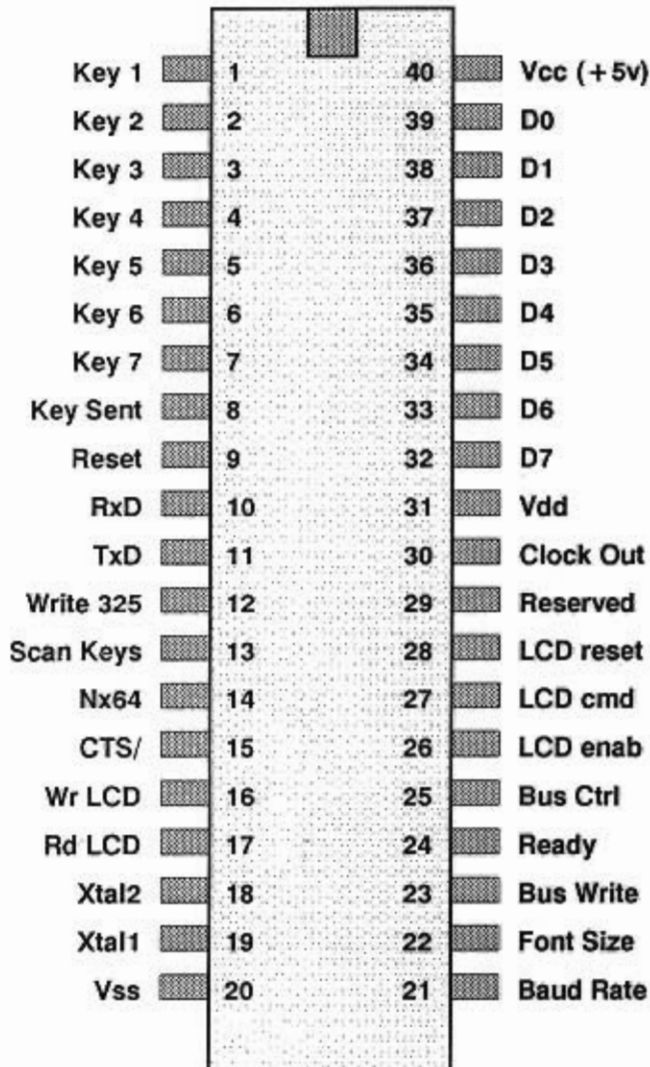 Key 1 1 40 Vcc (+5v)
Key 2 2 39 D0
Key 3 3 38 D1
Key 4 4 37 D2
Key 5 5 36 D3
Key 6 6 35 D4
Key 7 7 34 D5
Key Sent 8 33 D6
Reset 9 32 D7
RxD 10 31 Vdd
TxD 11 30 Clock Out
Write 325 12 29 Reserved
Scan Keys 13 28 LCD reset
Nx64 14 27 LCD cmd
CTS/ 15 26 LCD enab
Wr LCD 16 25 Bus Ctrl
Rd LCD 17 24 Ready
Xtal2 18 23 Bus Write
Xtal1 19 22 Font Size
Vss 20 21 Baud Rate